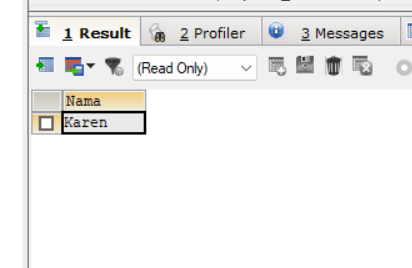 1 Result 2 Profiler 3 Messages
(Read Only)
Nama
Karen